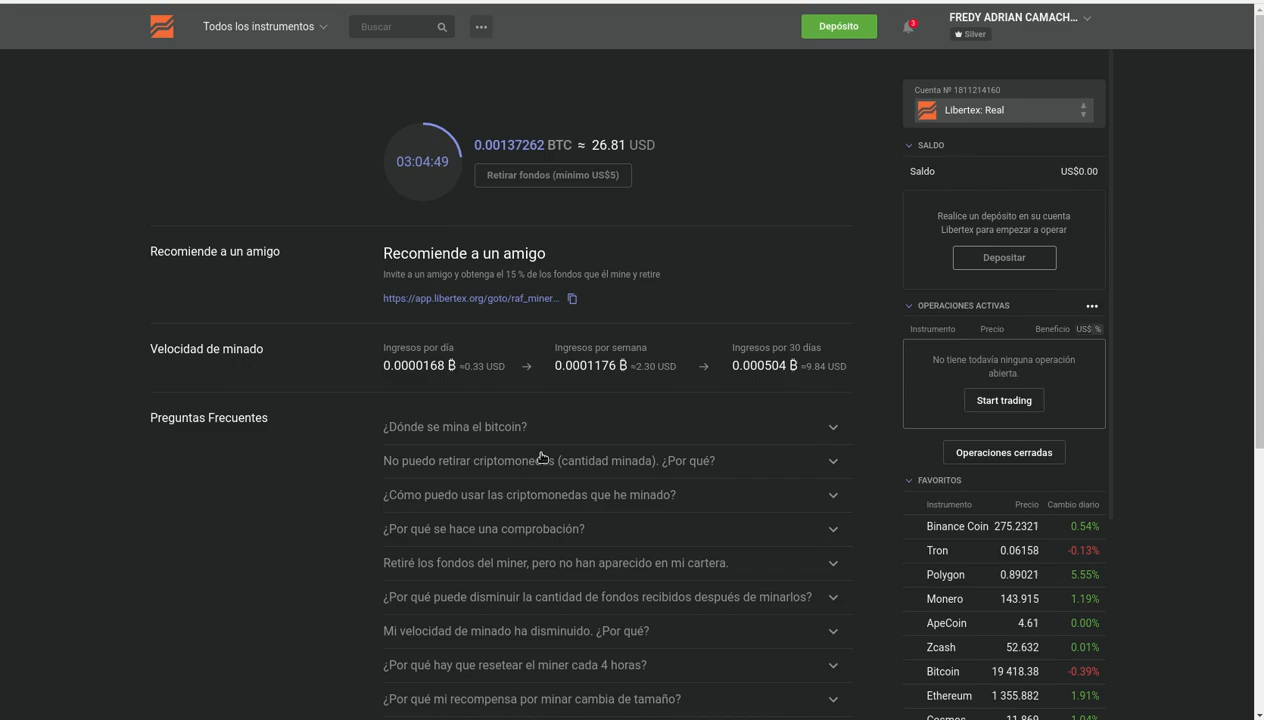 Todos los instrumentos
Buscar
Depósito
3
FREDY ADRIAN CAMACH...
Silver
03:04:49
0.00137262 BTC ≈ 26.81 USD
Retirar fondos (mínimo US$5)
Recomiende a un amigo
Recomiende a un amigo
Invite a un amigo y obtenga el 15 % de los fondos que él mine y retire
https://app.libertex.org/goto/raf_miner...
Velocidad de minado
Ingresos por día
0.0000168 ₿ ≈0.33 USD
Ingresos por semana
0.0001176 ₿ ≈2.30 USD
Ingresos por 30 días
0.000504 ₿ ≈9.84 USD
Preguntas Frecuentes
¿Dónde se mina el bitcoin?
No puedo retirar criptomonedas (cantidad minada). ¿Por qué?
¿Cómo puedo usar las criptomonedas que he minado?
¿Por qué se hace una comprobación?
Retiré los fondos del miner, pero no han aparecido en mi cartera.
¿Por qué puede disminuir la cantidad de fondos recibidos después de minarlos?
Mi velocidad de minado ha disminuido. ¿Por qué?
¿Por qué hay que resetear el miner cada 4 horas?
¿Por qué mi recompensa por minar cambia de tamaño?
Cuenta № 1811214160
Libertex: Real
SALDO
Saldo US$0.00
Realice un depósito en su cuenta
Libertex para empezar a operar
Depositar
OPERACIONES ACTIVAS
Instrumento Precio Beneficio US$ %
No tiene todavía ninguna operación
abierta.
Start trading
Operaciones cerradas
FAVORITOS
Instrumento Precio Cambio diario
Binance Coin 275.2321 0.54%
Tron 0.06158 -0.13%
Polygon 0.89021 5.55%
Monero 143.915 1.19%
ApeCoin 4.61 0.00%
Zcash 52.632 0.01%
Bitcoin 19 418.38 -0.39%
Ethereum 1 355.882 1.91%
Cosmos 11.869 1.04%